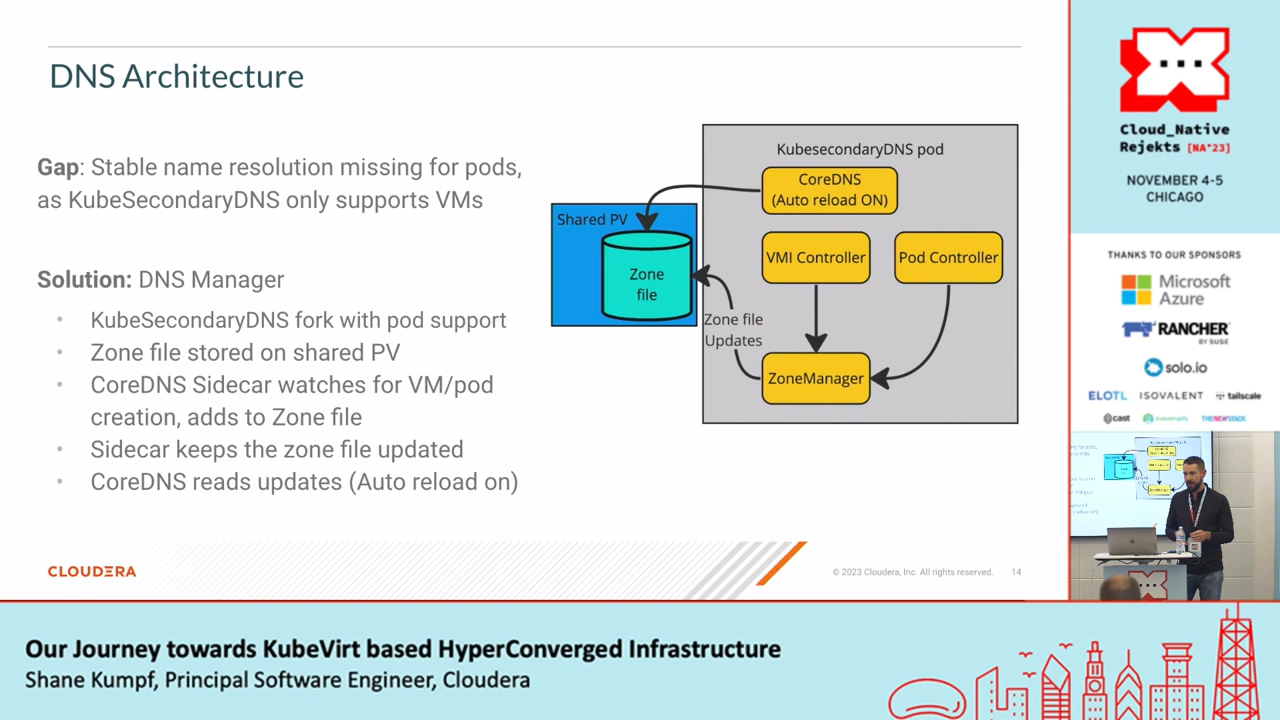 DNS Architecture
Gap: Stable name resolution missing for pods,
as KubeSecondaryDNS only supports VMs
Solution: DNS Manager
• KubeSecondaryDNS fork with pod support
• Zone file stored on shared PV
• CoreDNS Sidecar watches for VM/pod
creation, adds to Zone file
• Sidecar keeps the zone file updated
• CoreDNS reads updates (Auto reload on)
KubesecondaryDNS pod
CoreDNS
(Auto reload ON)
Shared PV
Zone
file
VMI Controller
Pod Controller
Zone file
Updates
ZoneManager
CLOUDERA
© 2023 Cloudera, Inc. All rights reserved.
14
Cloud_Native
Rejekts [NA'23]
NOVEMBER 4-5
CHICAGO
THANKS TO OUR SPONSORS
Microsoft
Azure
RANCHER
BY SUSE
solo.io
ELOTL
ISOVALENT
tailscale
cast
kubesimplify
THENEWSTACK
Our Journey towards KubeVirt based HyperConverged Infrastructure
Shane Kumpf, Principal Software Engineer, Cloudera